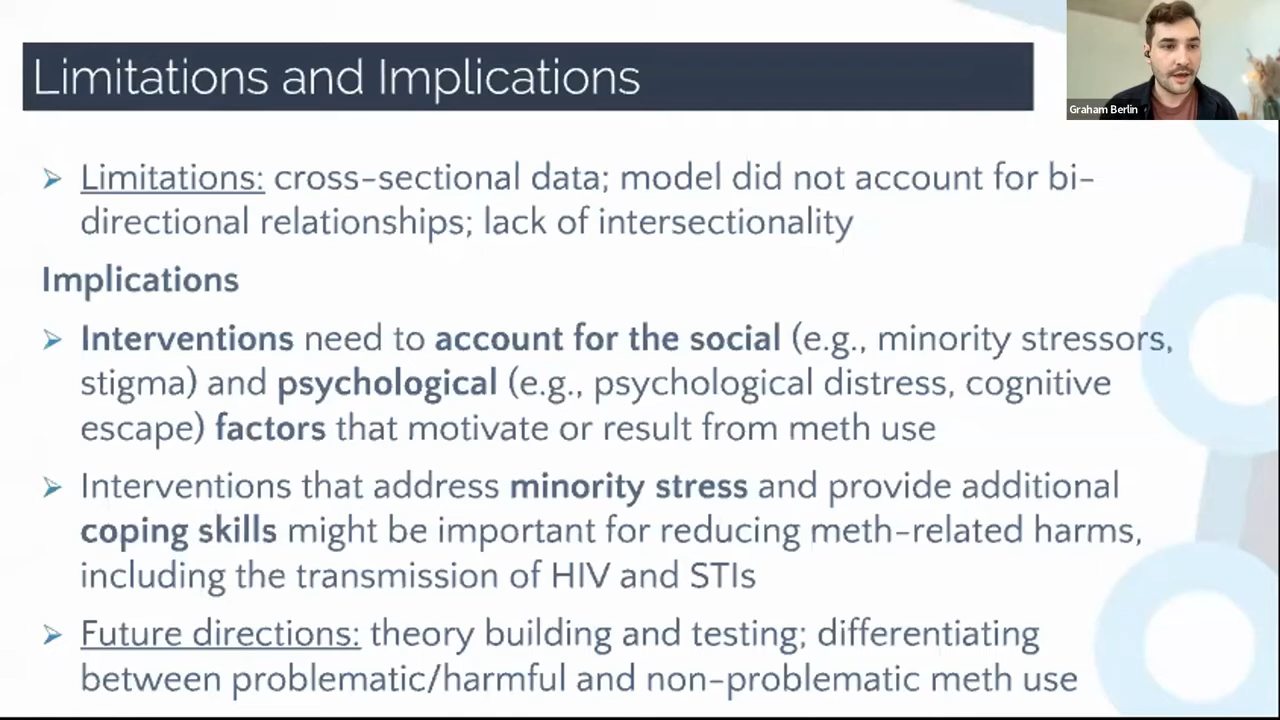 Limitations and Implications
Graham Berlin
➢ Limitations: cross-sectional data; model did not account for bi-
directional relationships; lack of intersectionality
Implications
➢ Interventions need to account for the social (e.g., minority stressors,
stigma) and psychological (e.g., psychological distress, cognitive
escape) factors that motivate or result from meth use
➢ Interventions that address minority stress and provide additional
coping skills might be important for reducing meth-related harms,
including the transmission of HIV and STIs
➢ Future directions: theory building and testing; differentiating
between problematic/harmful and non-problematic meth use